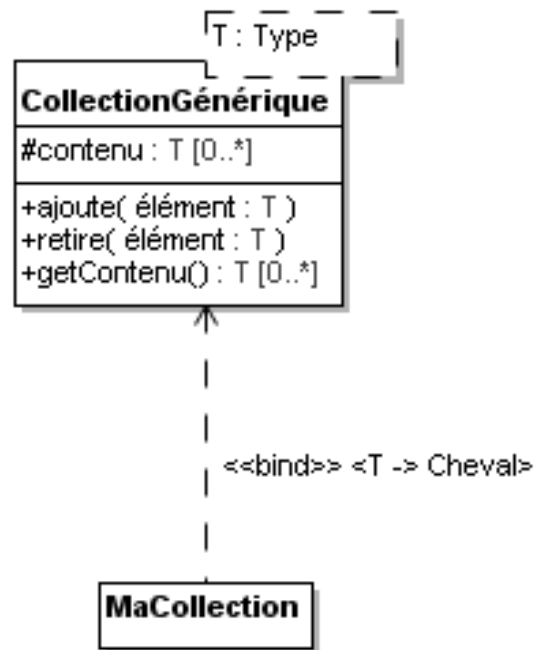 T : Type
CollectionGénérique
#contenu : T [0..*]
+ajoute( élément : T )
+retire( élément : T )
+getContenu() : T [0..*]
<<bind>> <T -> Cheval>
MaCollection